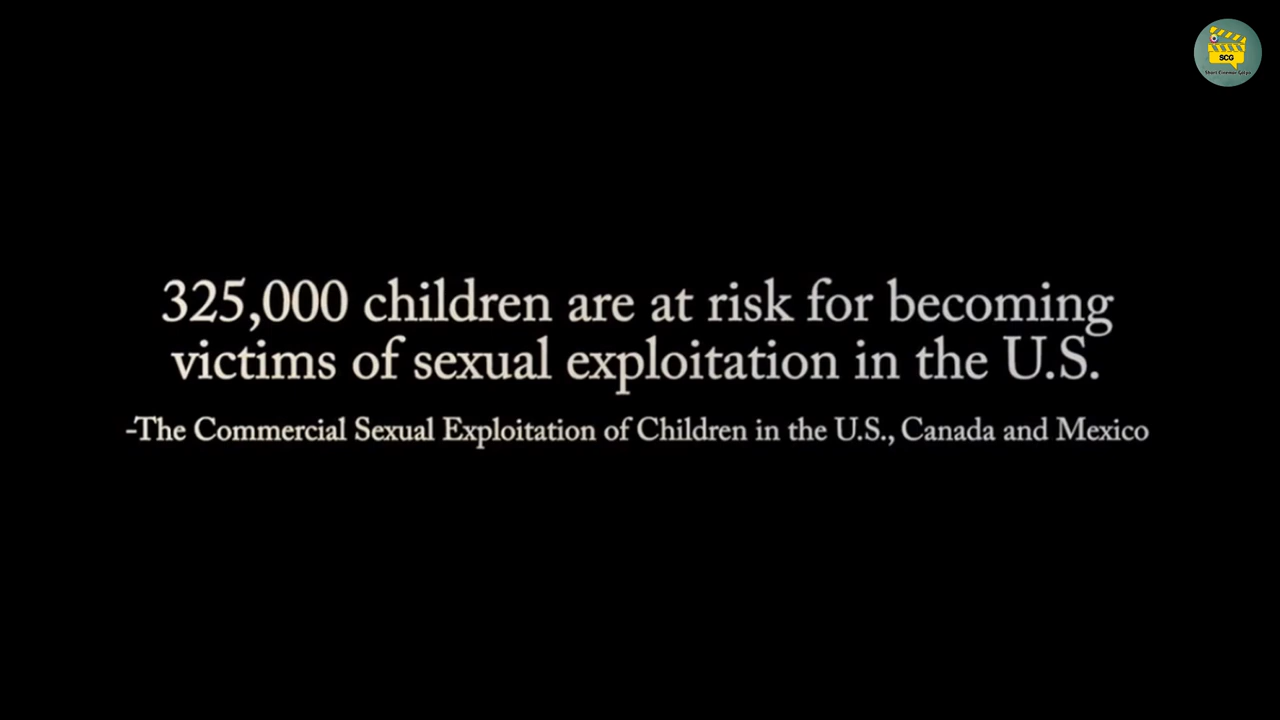 SCG
325,000 children are at risk for becoming
victims of sexual exploitation in the U.S.
-The Commercial Sexual Exploitation of Children in the U.S., Canada and Mexico